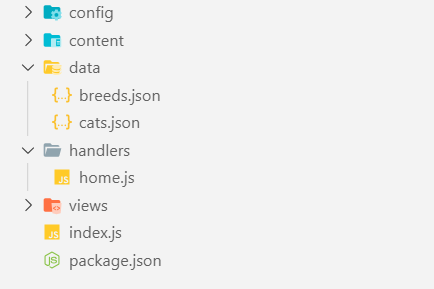 config
content
data
breeds.json
cats.json
handlers
home.js
views
index.js
package.json